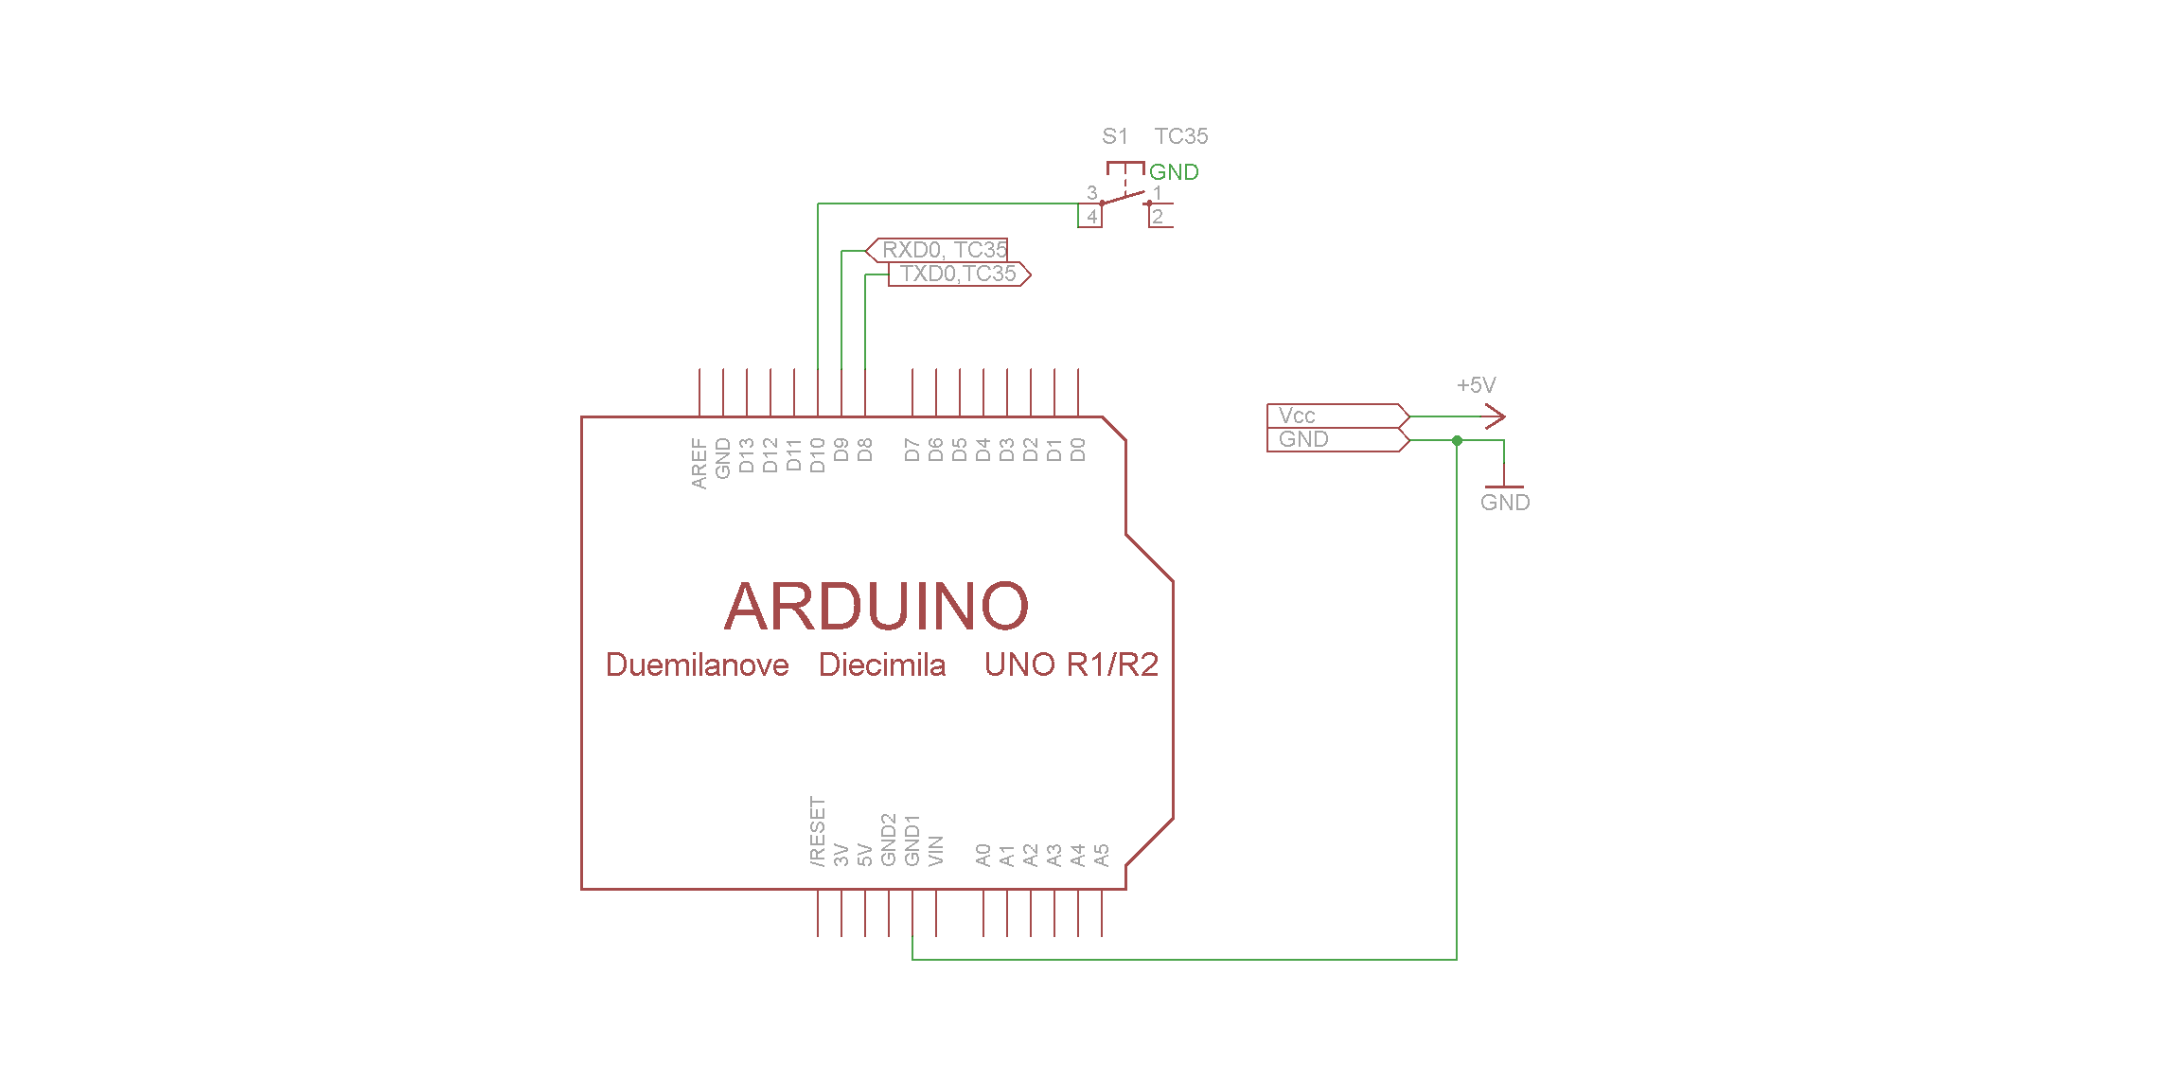 S1 TC35
GND
3 1
4 2
RXD0, TC35
TXD0,TC35
+5V
Vcc
GND
GND
AREF GND D13 D12 D11 D10 D9 D8 D7 D6 D5 D4 D3 D2 D1 D0
ARDUINO
Duemilanove Diecimila UNO R1/R2
/RESET 3V 5V GND2 GND1 VIN A0 A1 A2 A3 A4 A5